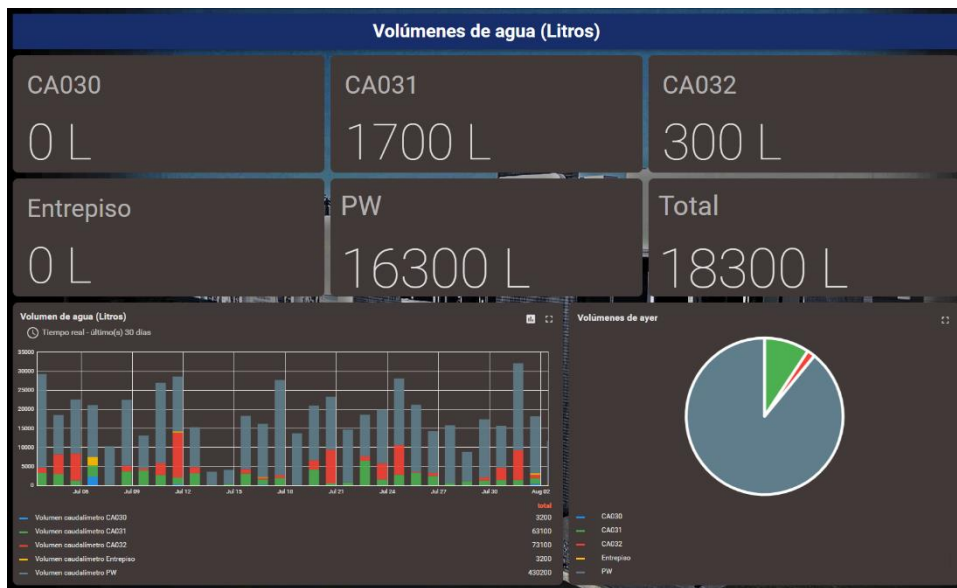 Volúmenes de agua (Litros)
CA030
CA031
CA032
0 L
1700 L
300 L
Entrepiso
PW
Total
0 L
16300 L
18300 L
Volumen de agua (Litros)
Tiempo real - último(s) 30 días
35000
30000
25000
20000
15000
10000
5000
0
Jul 06
Jul 09
Jul 12
Jul 15
Jul 18
Jul 21
Jul 24
Jul 27
Jul 30
Aug 02
total
Volumen caudalímetro CA030 3200
Volumen caudalímetro CA031 63100
Volumen caudalímetro CA032 73100
Volumen caudalímetro Entrepiso 3200
Volumen caudalímetro PW 430200
Volúmenes de ayer
CA030
CA031
CA032
Entrepiso
PW